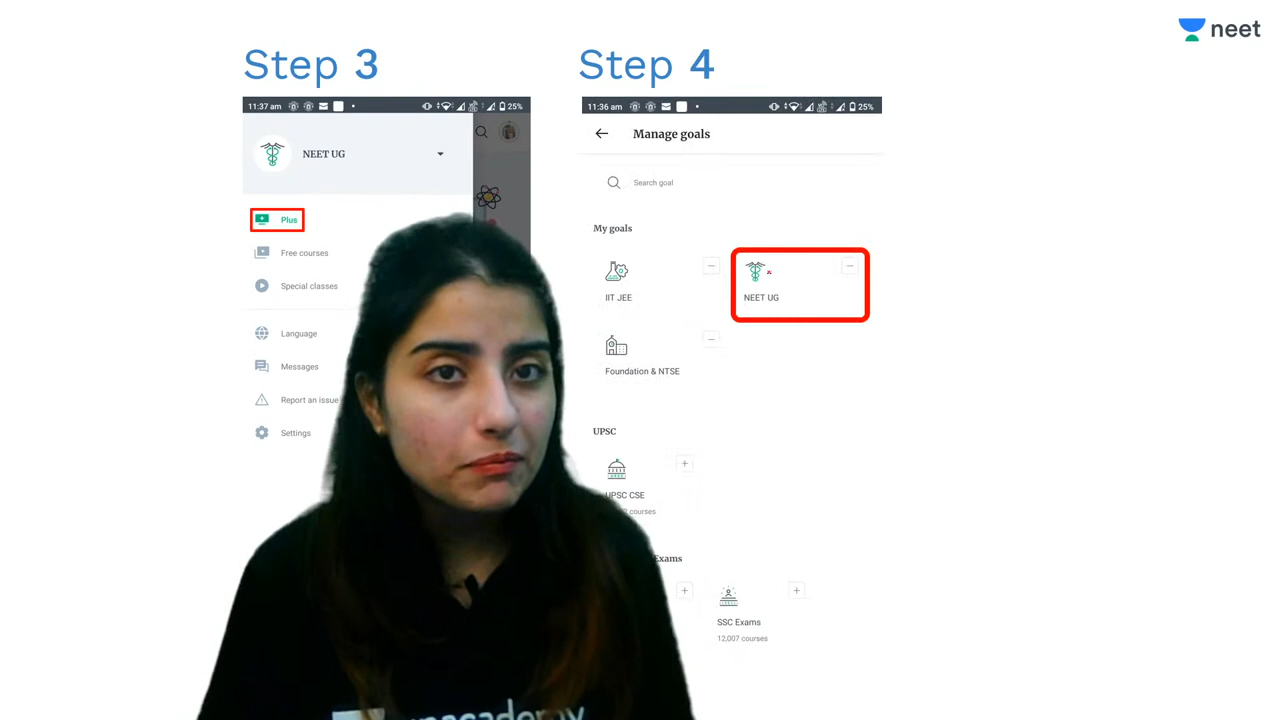 neet
Step 3
11:37 am
25%
NEET UG
Plus
Free courses
Special classes
Language
Messages
Report an issue
Settings
Step 4
11:36 am
25%
Manage goals
Search goal
My goals
IIT JEE
NEET UG
Foundation & NTSE
UPSC
UPSC CSE
courses
Exams
SSC Exams
12,007 courses